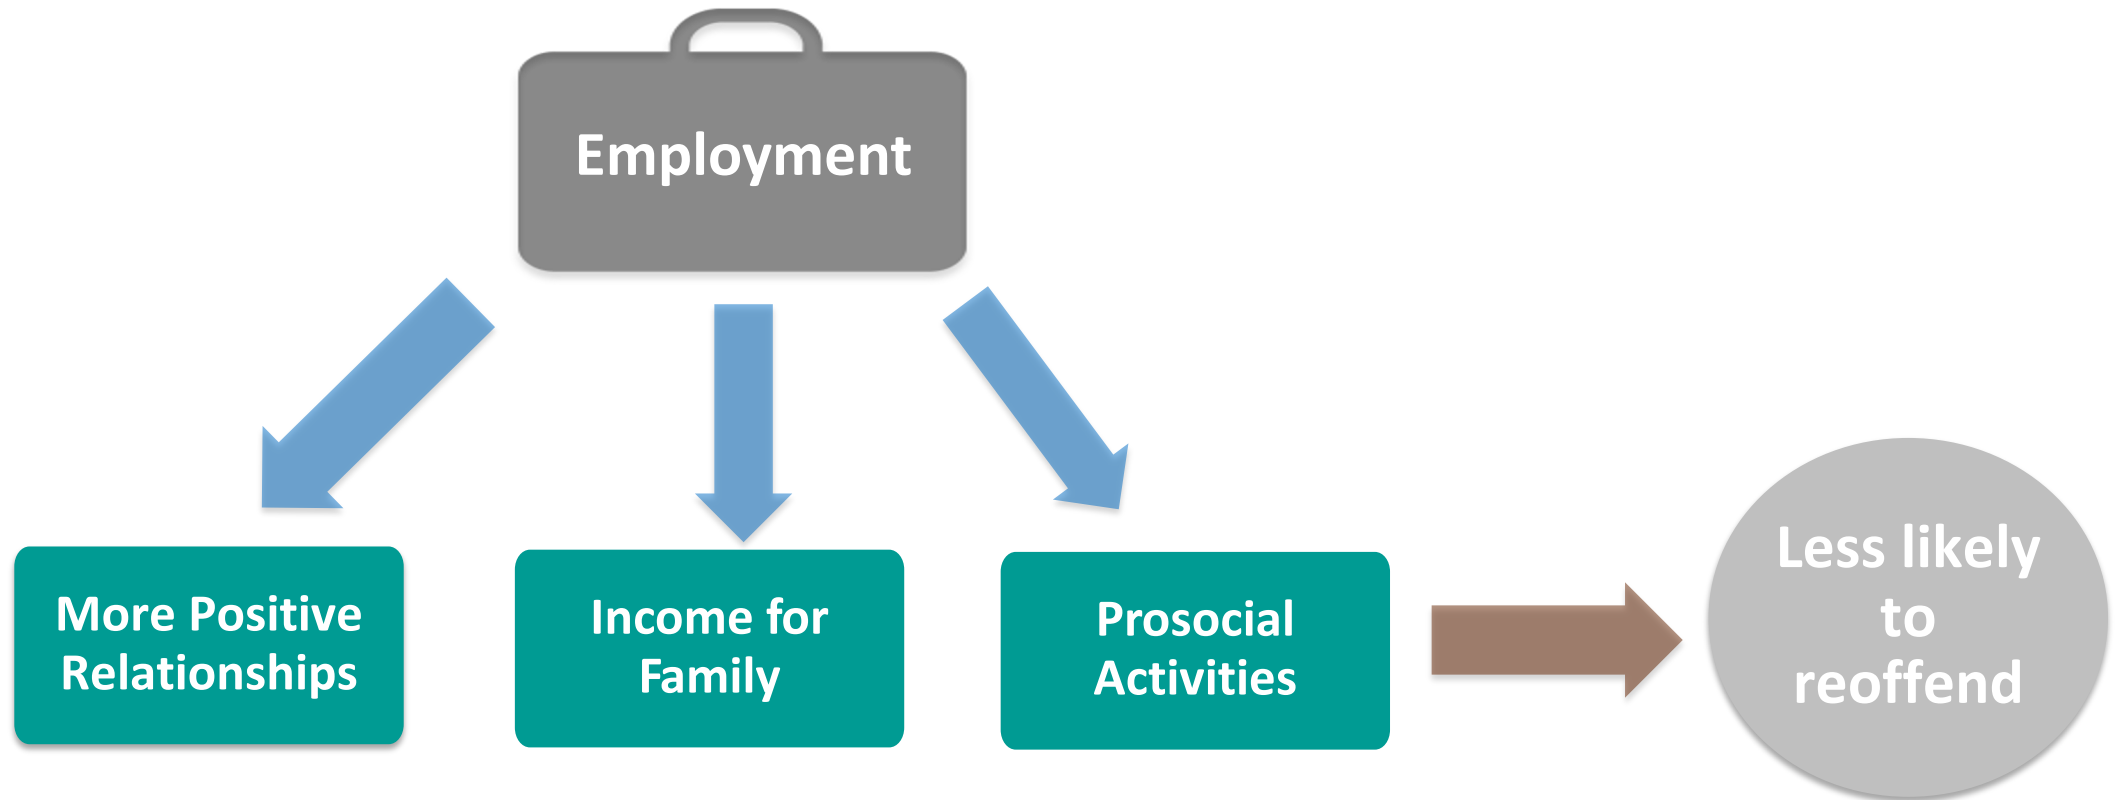 Employment
More Positive
Relationships
Income for
Family
Prosocial
Activities
Less likely
to
reoffend